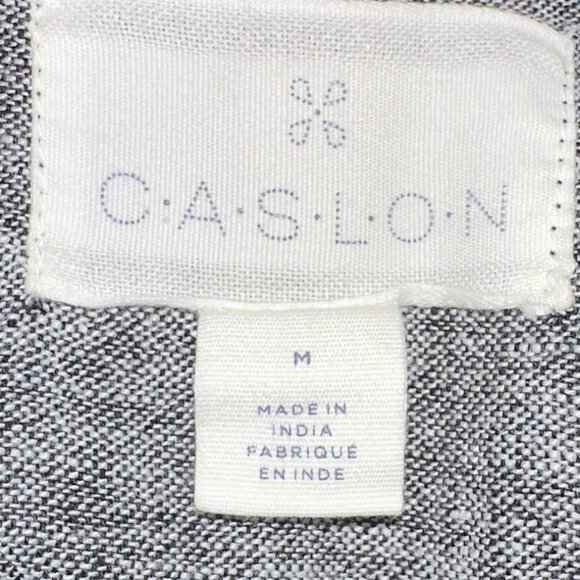 C·A·S·L·O·N
M
MADE IN
INDIA
FABRIQUÉ
EN INDE